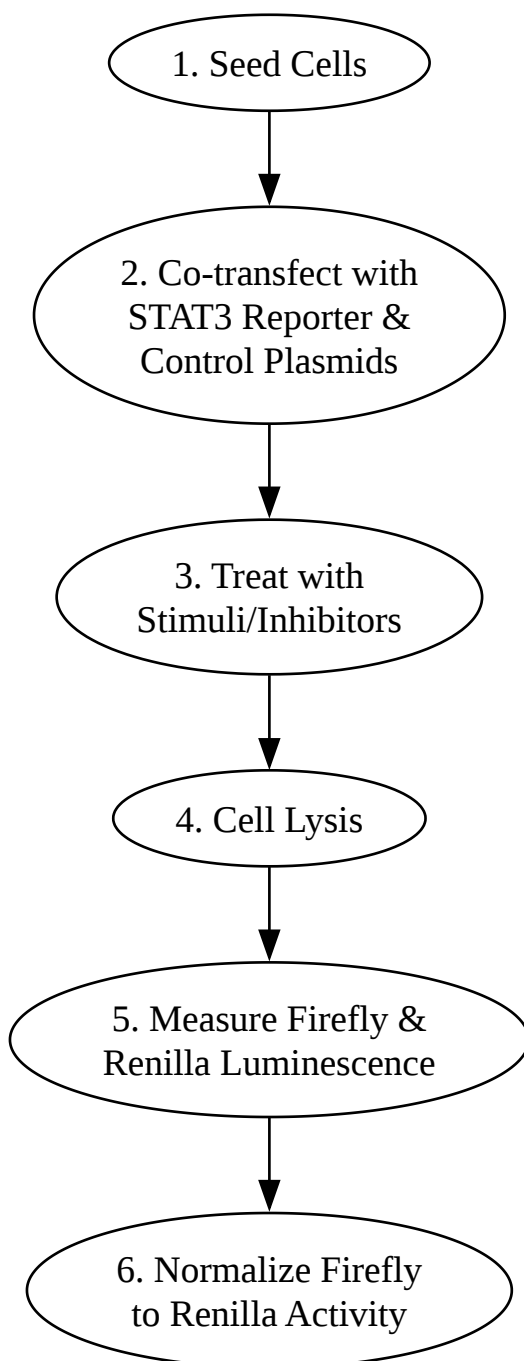 1. Seed Cells
2. Co-transfect with
STAT3 Reporter &
Control Plasmids
3. Treat with
Stimuli/Inhibitors
4. Cell Lysis
5. Measure Firefly &
Renilla Luminescence
6. Normalize Firefly
to Renilla Activity